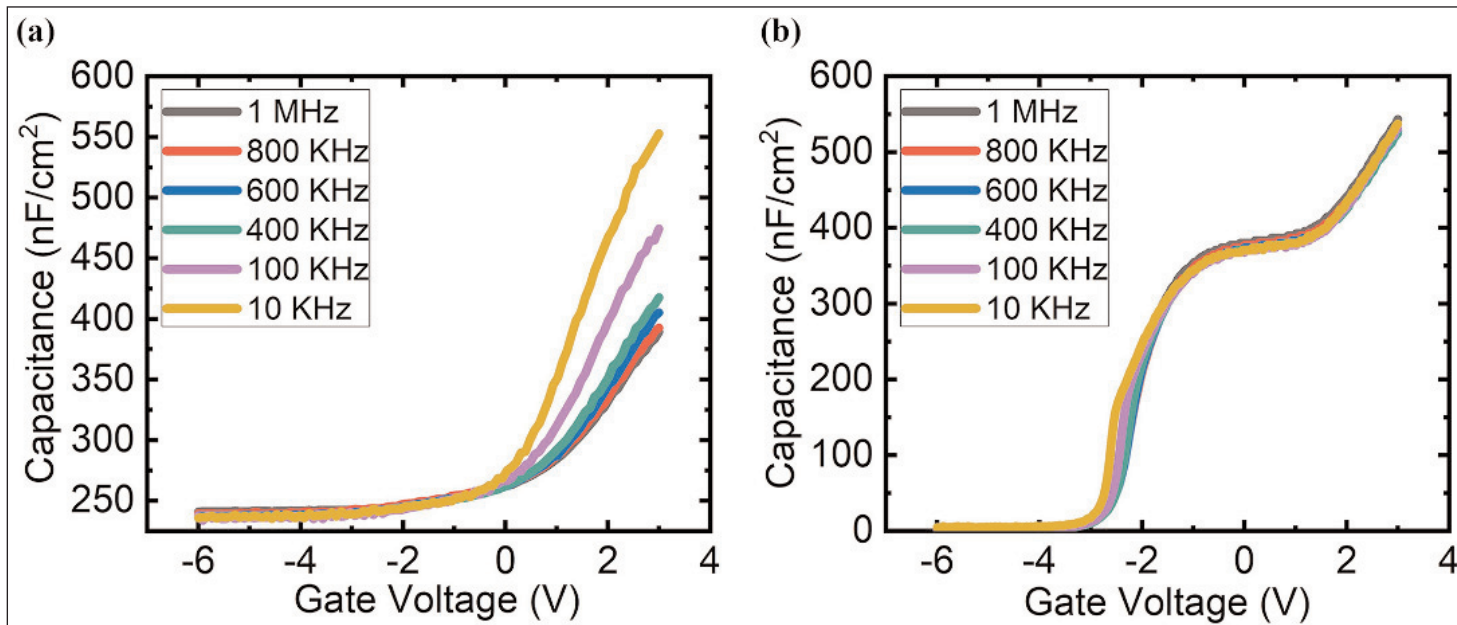 (a)
600
550
500
450
400
350
300
250
Capacitance (nF/cm²)
1 MHz
800 KHz
600 KHz
400 KHz
100 KHz
10 KHz
-6 -4 -2 0 2 4
Gate Voltage (V)
(b)
600
500
400
300
200
100
0
Capacitance (nF/cm²)
1 MHz
800 KHz
600 KHz
400 KHz
100 KHz
10 KHz
-6 -4 -2 0 2 4
Gate Voltage (V)